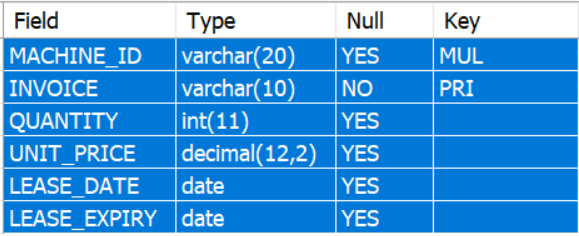 Field Type Null Key
MACHINE_ID varchar(20) YES MUL
INVOICE varchar(10) NO PRI
QUANTITY int(11) YES
UNIT_PRICE decimal(12,2) YES
LEASE_DATE date YES
LEASE_EXPIRY date YES